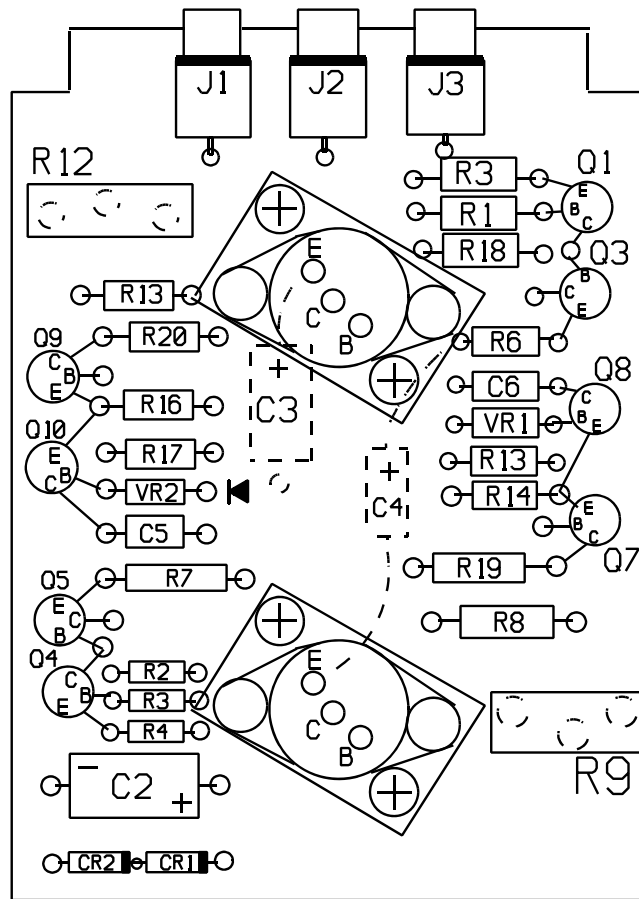 J1 J2 J3
R12
R3
Q1
E
B
C
R1
R18
Q3
B
C
E
E
C
B
R13
Q9
R20
R6
C
B
E
Q8
C6
C
B
E
R16
C3
+
VR1
Q10
E
B
C
R17
R13
VR2
R14
+
C4
E
B
C
Q7
C5
R19
Q5
R7
E
C
B
R8
Q4
C
B
E
R2
R3
R4
E
C
B
R9
- C2 +
CR2 CR1